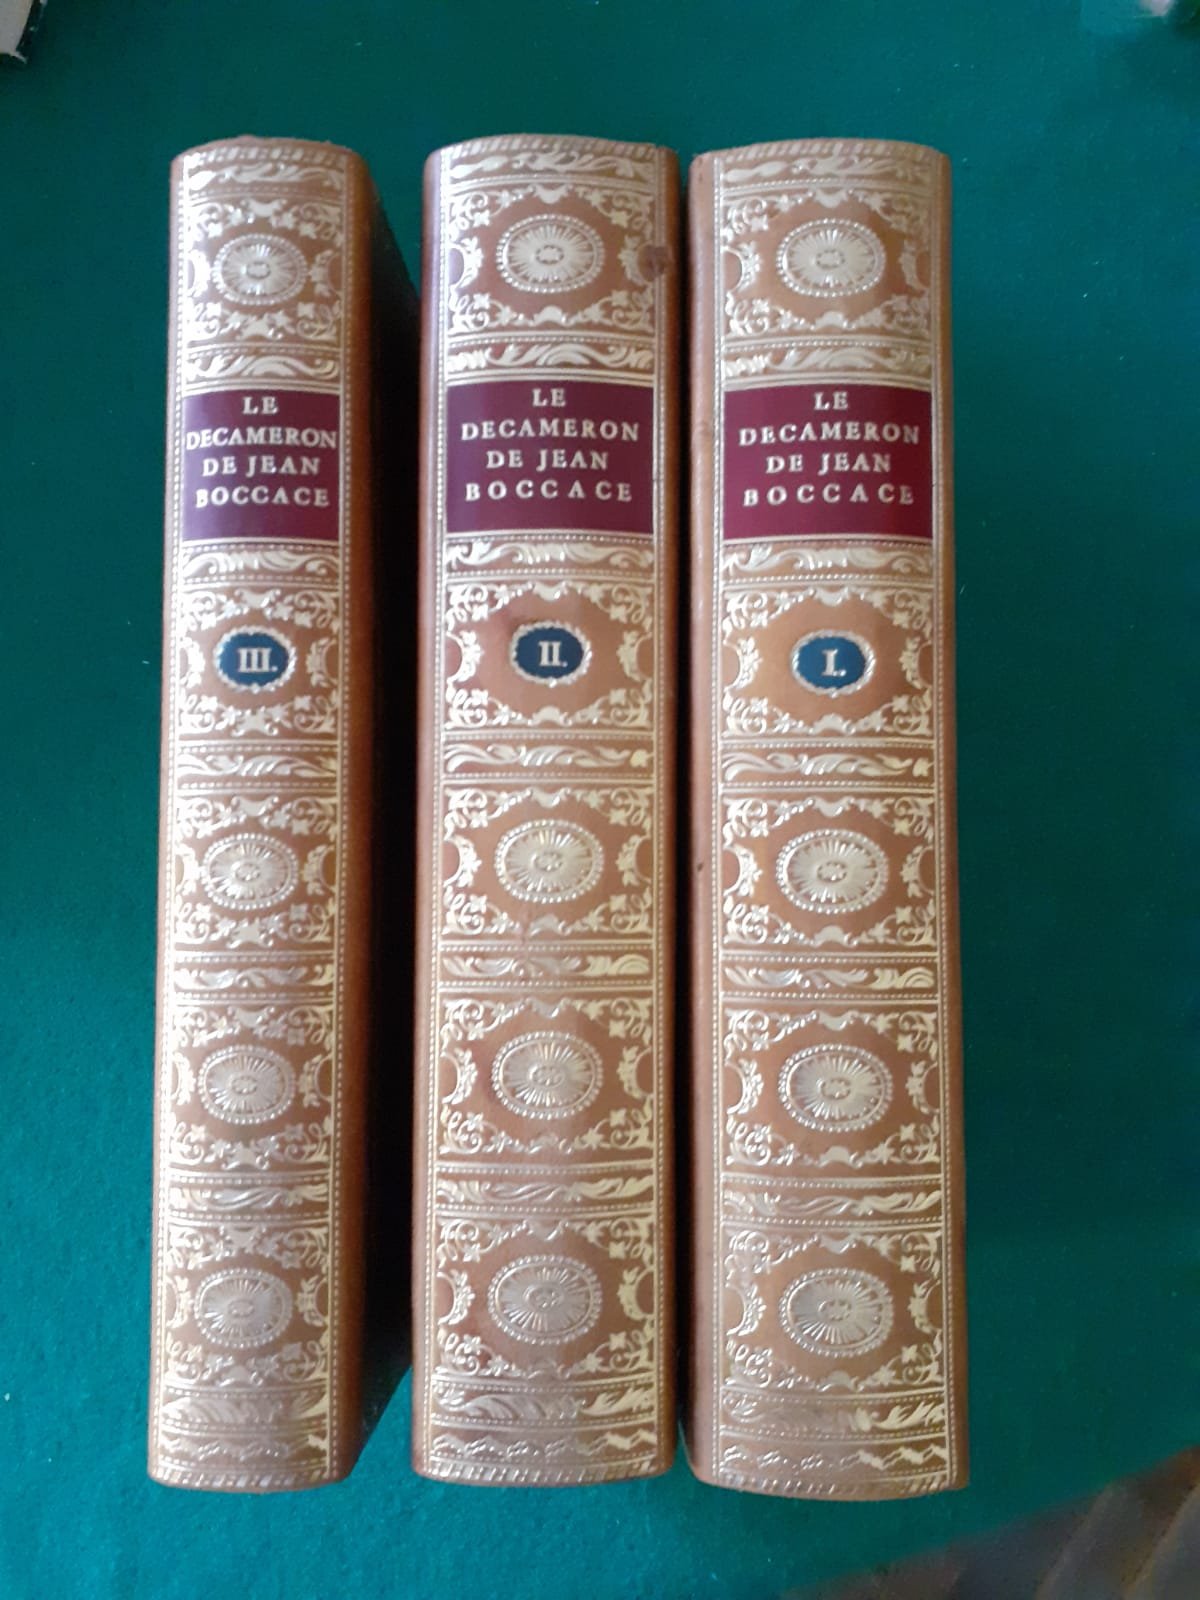 LE
DECAMERON
DE JEAN
BOCCACE
III.
LE
DECAMERON
DE JEAN
BOCCACE
II.
LE
DECAMERON
DE JEAN
BOCCACE
I.